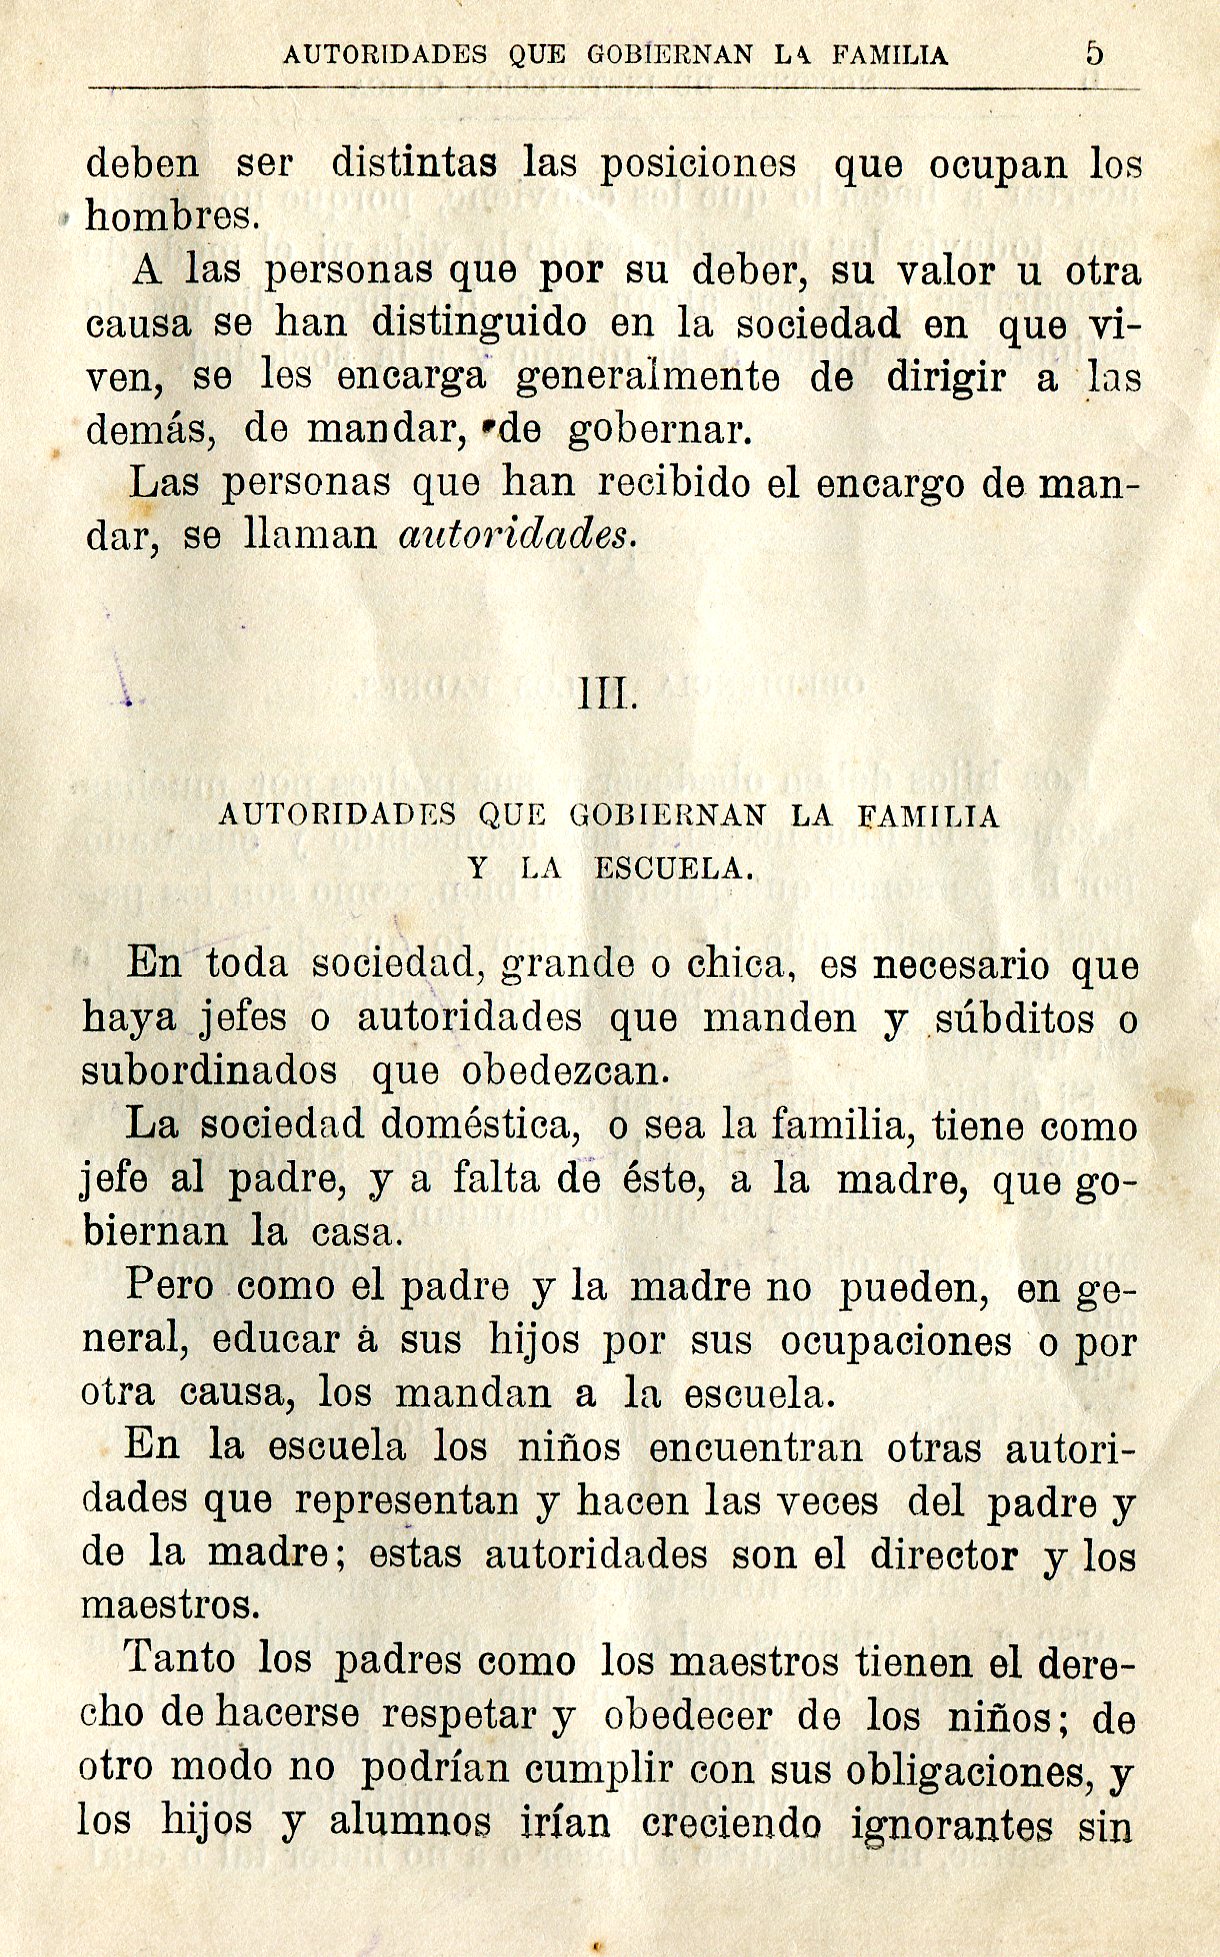 AUTORIDADES QUE GOBIERNAN LA FAMILIA 5
deben ser distintas las posiciones que ocupan los
hombres.
A las personas que por su deber, su valor u otra
causa se han distinguido en la sociedad en que vi-
ven, se les encarga generalmente de dirigir a las
demás, de mandar, de gobernar.
Las personas que han recibido el encargo de man-
dar, se llaman autoridades.
III.
AUTORIDADES QUE GOBIERNAN LA FAMILIA
Y LA ESCUELA.
En toda sociedad, grande o chica, es necesario que
haya jefes o autoridades que manden y súbditos o
subordinados que obedezcan.
La sociedad doméstica, o sea la familia, tiene como
jefe al padre, y a falta de éste, a la madre, que go-
biernan la casa.
Pero como el padre y la madre no pueden, en ge-
neral, educar á sus hijos por sus ocupaciones o por
otra causa, los mandan a la escuela.
En la escuela los niños encuentran otras autori-
dades que representan y hacen las veces del padre y
de la madre; estas autoridades son el director y los
maestros.
Tanto los padres como los maestros tienen el dere-
cho de hacerse respetar y obedecer de los niños; de
otro modo no podrían cumplir con sus obligaciones, y
los hijos y alumnos irían creciendo ignorantes sin